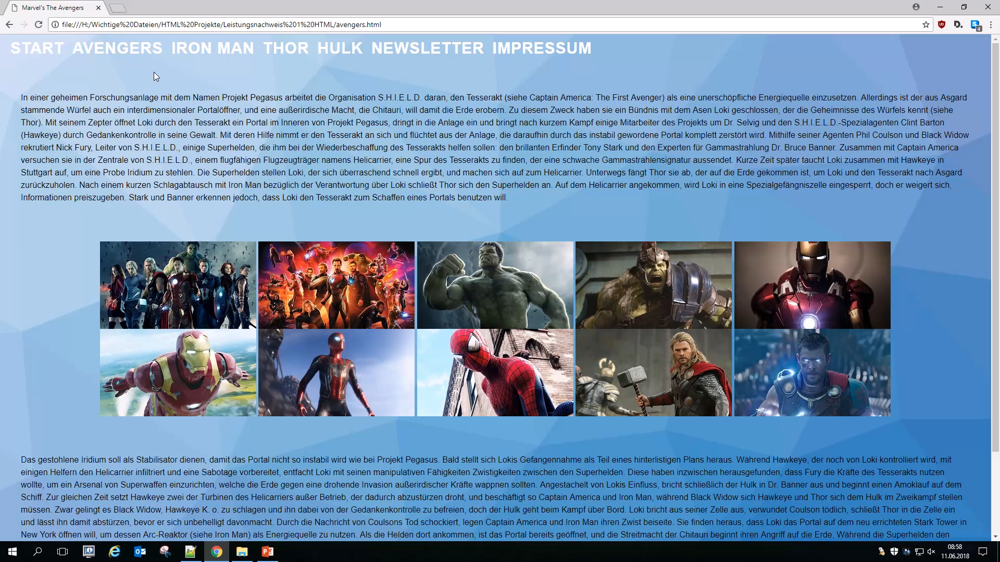 Marvel's The Avengers
file:///H:/Wichtige%20Dateien/HTML%20Projekte/Leistungsnachweis%201%20HTML/avengers.html
START AVENGERS IRON MAN THOR HULK NEWSLETTER IMPRESSUM
In einer geheimen Forschungsanlage mit dem Namen Projekt Pegasus arbeitet die Organisation S.H.I.E.L.D. daran, den Tesserakt (siehe Captain America: The First Avenger) als eine unerschöpfliche Energiequelle einzusetzen. Allerdings ist der aus Asgard
stammende Würfel auch ein interdimensionaler Portalöffner, und eine außerirdische Macht, die Chitauri, will damit die Erde erobern. Zu diesem Zweck haben sie ein Bündnis mit dem Asen Loki geschlossen, der die Geheimnisse des Würfels kennt (siehe
Thor). Mit seinem Zepter öffnet Loki durch den Tesserakt ein Portal im Inneren von Projekt Pegasus, dringt in die Anlage ein und bringt nach kurzem Kampf einige Mitarbeiter des Projekts um Dr. Selvig und den S.H.I.E.L.D.-Spezialagenten Clint Barton
(Hawkeye) durch Gedankenkontrolle in seine Gewalt. Mit deren Hilfe nimmt er den Tesserakt an sich und flüchtet aus der Anlage, die daraufhin durch das instabil gewordene Portal komplett zerstört wird. Mithilfe seiner Agenten Phil Coulson und Black Widow
rekrutiert Nick Fury, Leiter von S.H.I.E.L.D., einige Superhelden, die ihm bei der Wiederbeschaffung des Tesserakts helfen sollen: den brillanten Erfinder Tony Stark und den Experten für Gammastrahlung Dr. Bruce Banner. Zusammen mit Captain America
versuchen sie in der Zentrale von S.H.I.E.L.D., einem flugfähigen Flugzeugträger namens Helicarrier, eine Spur des Tesserakts zu finden, der eine schwache Gammastrahlensignatur aussendet. Kurze Zeit später taucht Loki zusammen mit Hawkeye in
Stuttgart auf, um eine Probe Iridium zu stehlen. Die Superhelden stellen Loki, der sich überraschend schnell ergibt, und machen sich auf zum Helicarrier. Unterwegs fängt Thor sie ab, der auf die Erde gekommen ist, um Loki und den Tesserakt nach Asgard
zurückzuholen. Nach einem kurzen Schlagabtausch mit Iron Man bezüglich der Verantwortung über Loki schließt Thor sich den Superhelden an. Auf dem Helicarrier angekommen, wird Loki in eine Spezialgefängniszelle eingesperrt, doch er weigert sich,
Informationen preiszugeben. Stark und Banner erkennen jedoch, dass Loki den Tesserakt zum Schaffen eines Portals benutzen will.
Das gestohlene Iridium soll als Stabilisator dienen, damit das Portal nicht so instabil wird wie bei Projekt Pegasus. Bald stellt sich Lokis Gefangennahme als Teil eines hinterlistigen Plans heraus. Während Hawkeye, der noch von Loki kontrolliert wird, mit
einigen Helfern den Helicarrier infiltriert und eine Sabotage vorbereitet, entfacht Loki mit seinen manipulativen Fähigkeiten Zwistigkeiten zwischen den Superhelden. Diese haben inzwischen herausgefunden, dass Fury die Kräfte des Tesserakts nutzen
wollte, um ein Arsenal von Superwaffen einzurichten, welche die Erde gegen eine drohende Invasion außerirdischer Kräfte wappnen sollten. Angestachelt von Lokis Einfluss, bricht schließlich der Hulk in Dr. Banner aus und beginnt einen Amoklauf auf dem
Schiff. Zur gleichen Zeit setzt Hawkeye zwei der Turbinen des Helicarriers außer Betrieb, der dadurch abzustürzen droht, und beschäftigt so Captain America und Iron Man, während Black Widow sich Hawkeye und Thor sich dem Hulk im Zweikampf stellen
müssen. Zwar gelingt es Black Widow, Hawkeye K. o. zu schlagen und ihn dabei von der Gedankenkontrolle zu befreien, doch der Hulk geht beim Kampf über Bord. Loki bricht aus seiner Zelle aus, verwundet Coulson tödlich, schließt Thor in die Zelle ein
und lässt ihn damit abstürzen, bevor er sich unbehelligt davonmacht. Durch die Nachricht von Coulsons Tod schockiert, legen Captain America und Iron Man ihren Zwist beiseite. Sie finden heraus, dass Loki das Portal auf dem neu errichteten Stark Tower in
New York öffnen will, um dessen Arc-Reaktor (siehe Iron Man) als Energiequelle zu nutzen. Als die Helden dort ankommen, ist das Portal bereits geöffnet, und die Streitmacht der Chitauri beginnt ihren Angriff auf die Erde. Während die Superhelden den
08:58
11.06.2018